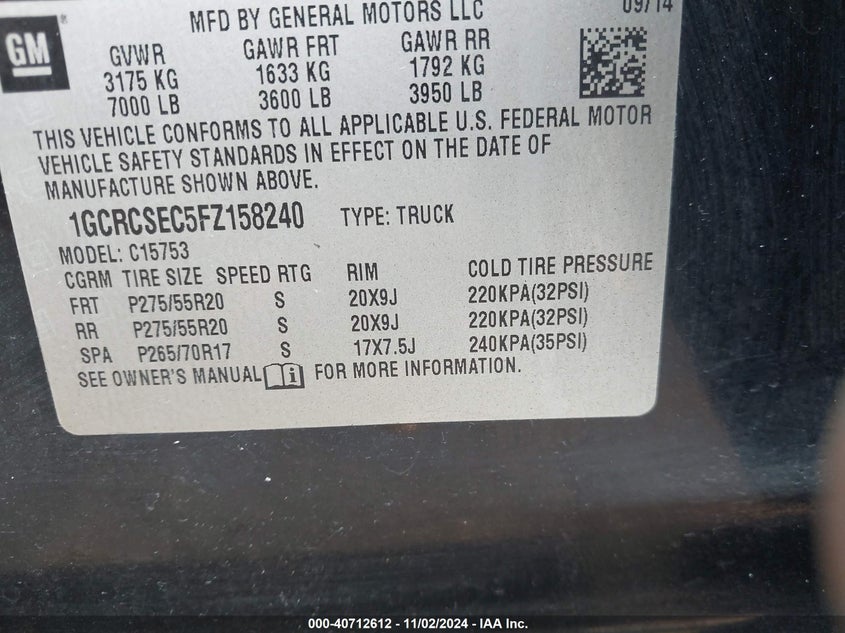 GM
MFD BY GENERAL MOTORS LLC
09/14
GVWR GAWR FRT GAWR RR
3175 KG 1633 KG 1792 KG
7000 LB 3600 LB 3950 LB
THIS VEHICLE CONFORMS TO ALL APPLICABLE U.S. FEDERAL MOTOR
VEHICLE SAFETY STANDARDS IN EFFECT ON THE DATE OF
MANUFACTURE SHOWN ABOVE.
1GCRCSEC5FZ158240 TYPE: TRUCK
MODEL: C15753
CGRM TIRE SIZE SPEED RTG RIM COLD TIRE PRESSURE
FRT P275/55R20 S 20X9J 220KPA(32PSI)
RR P275/55R20 S 20X9J 220KPA(32PSI)
SPA P265/70R17 S 17X7.5J 240KPA(35PSI)
SEE OWNER'S MANUAL FOR MORE INFORMATION.
000-40712612 - 11/02/2024 - IAA Inc.